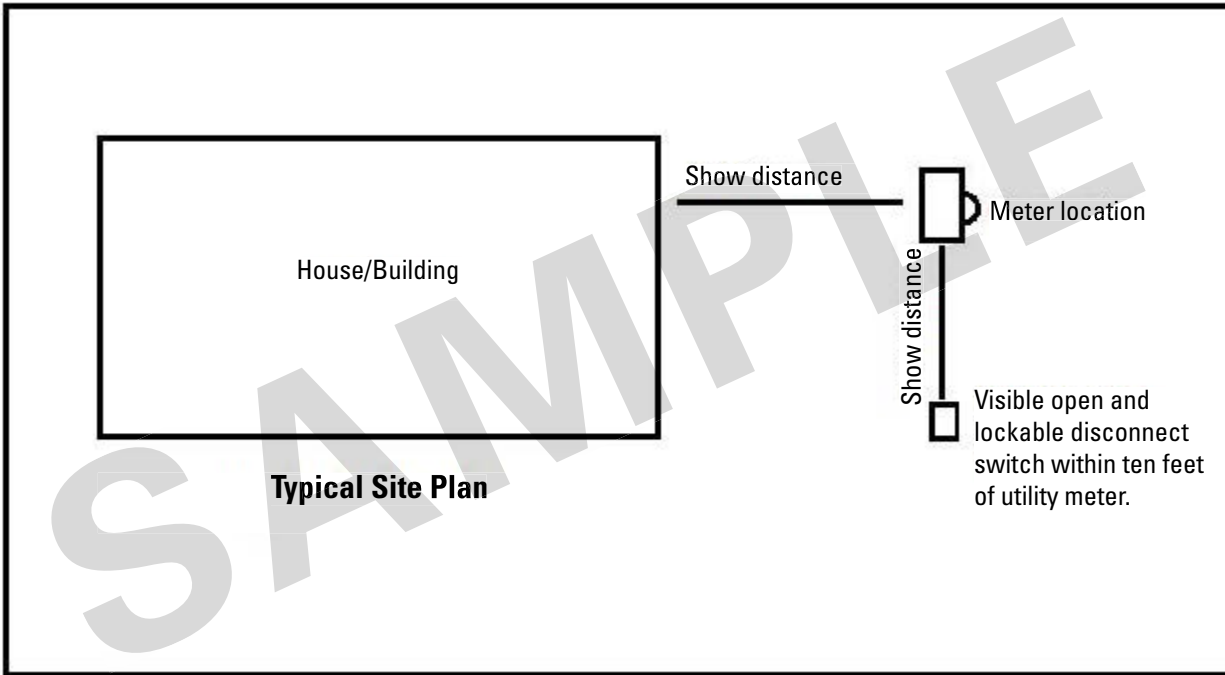 SAMPLE
Show distance
Meter location
House/Building
Show distance
Visible open and
lockable disconnect
switch within ten feet
of utility meter.
Typical Site Plan